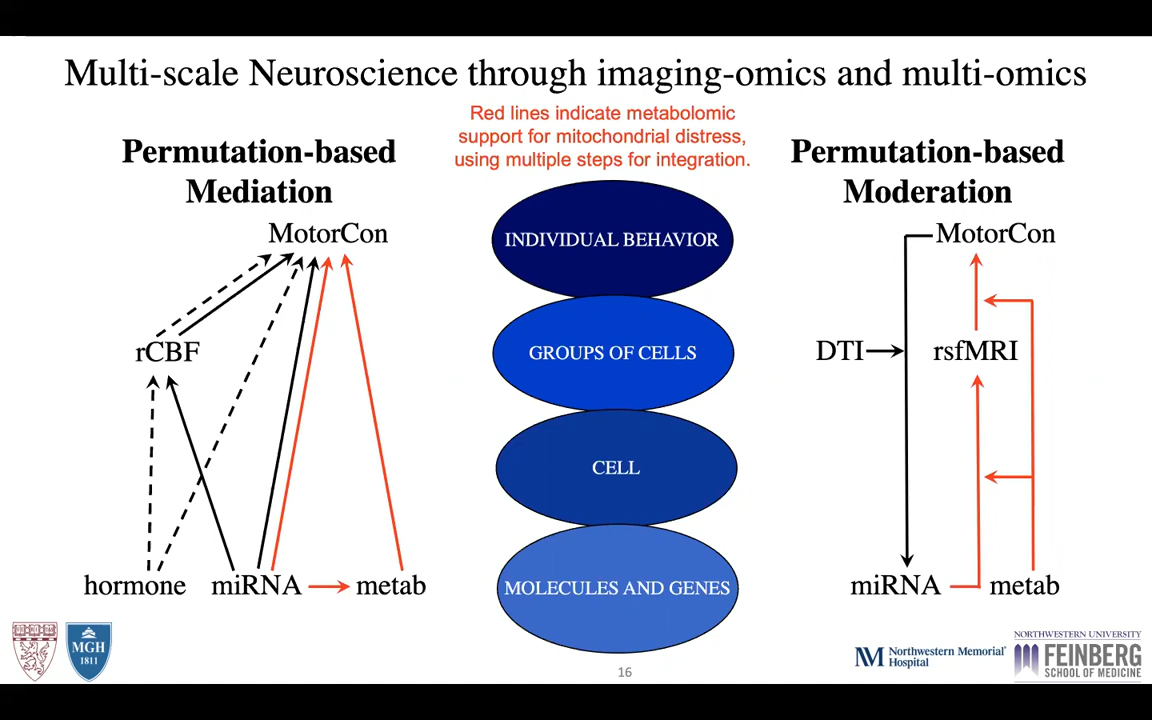 Multi-scale Neuroscience through imaging-omics and multi-omics
Red lines indicate metabolomic
support for mitochondrial distress,
using multiple steps for integration.
Permutation-based
Mediation
MotorCon
rCBF
hormone
miRNA
metab
INDIVIDUAL BEHAVIOR
GROUPS OF CELLS
CELL
MOLECULES AND GENES
Permutation-based
Moderation
MotorCon
DTI
rsfMRI
miRNA
metab
MGH
1811
16
NM Northwestern Memorial®
Hospital
NORTHWESTERN UNIVERSITY
FEINBERG
SCHOOL OF MEDICINE